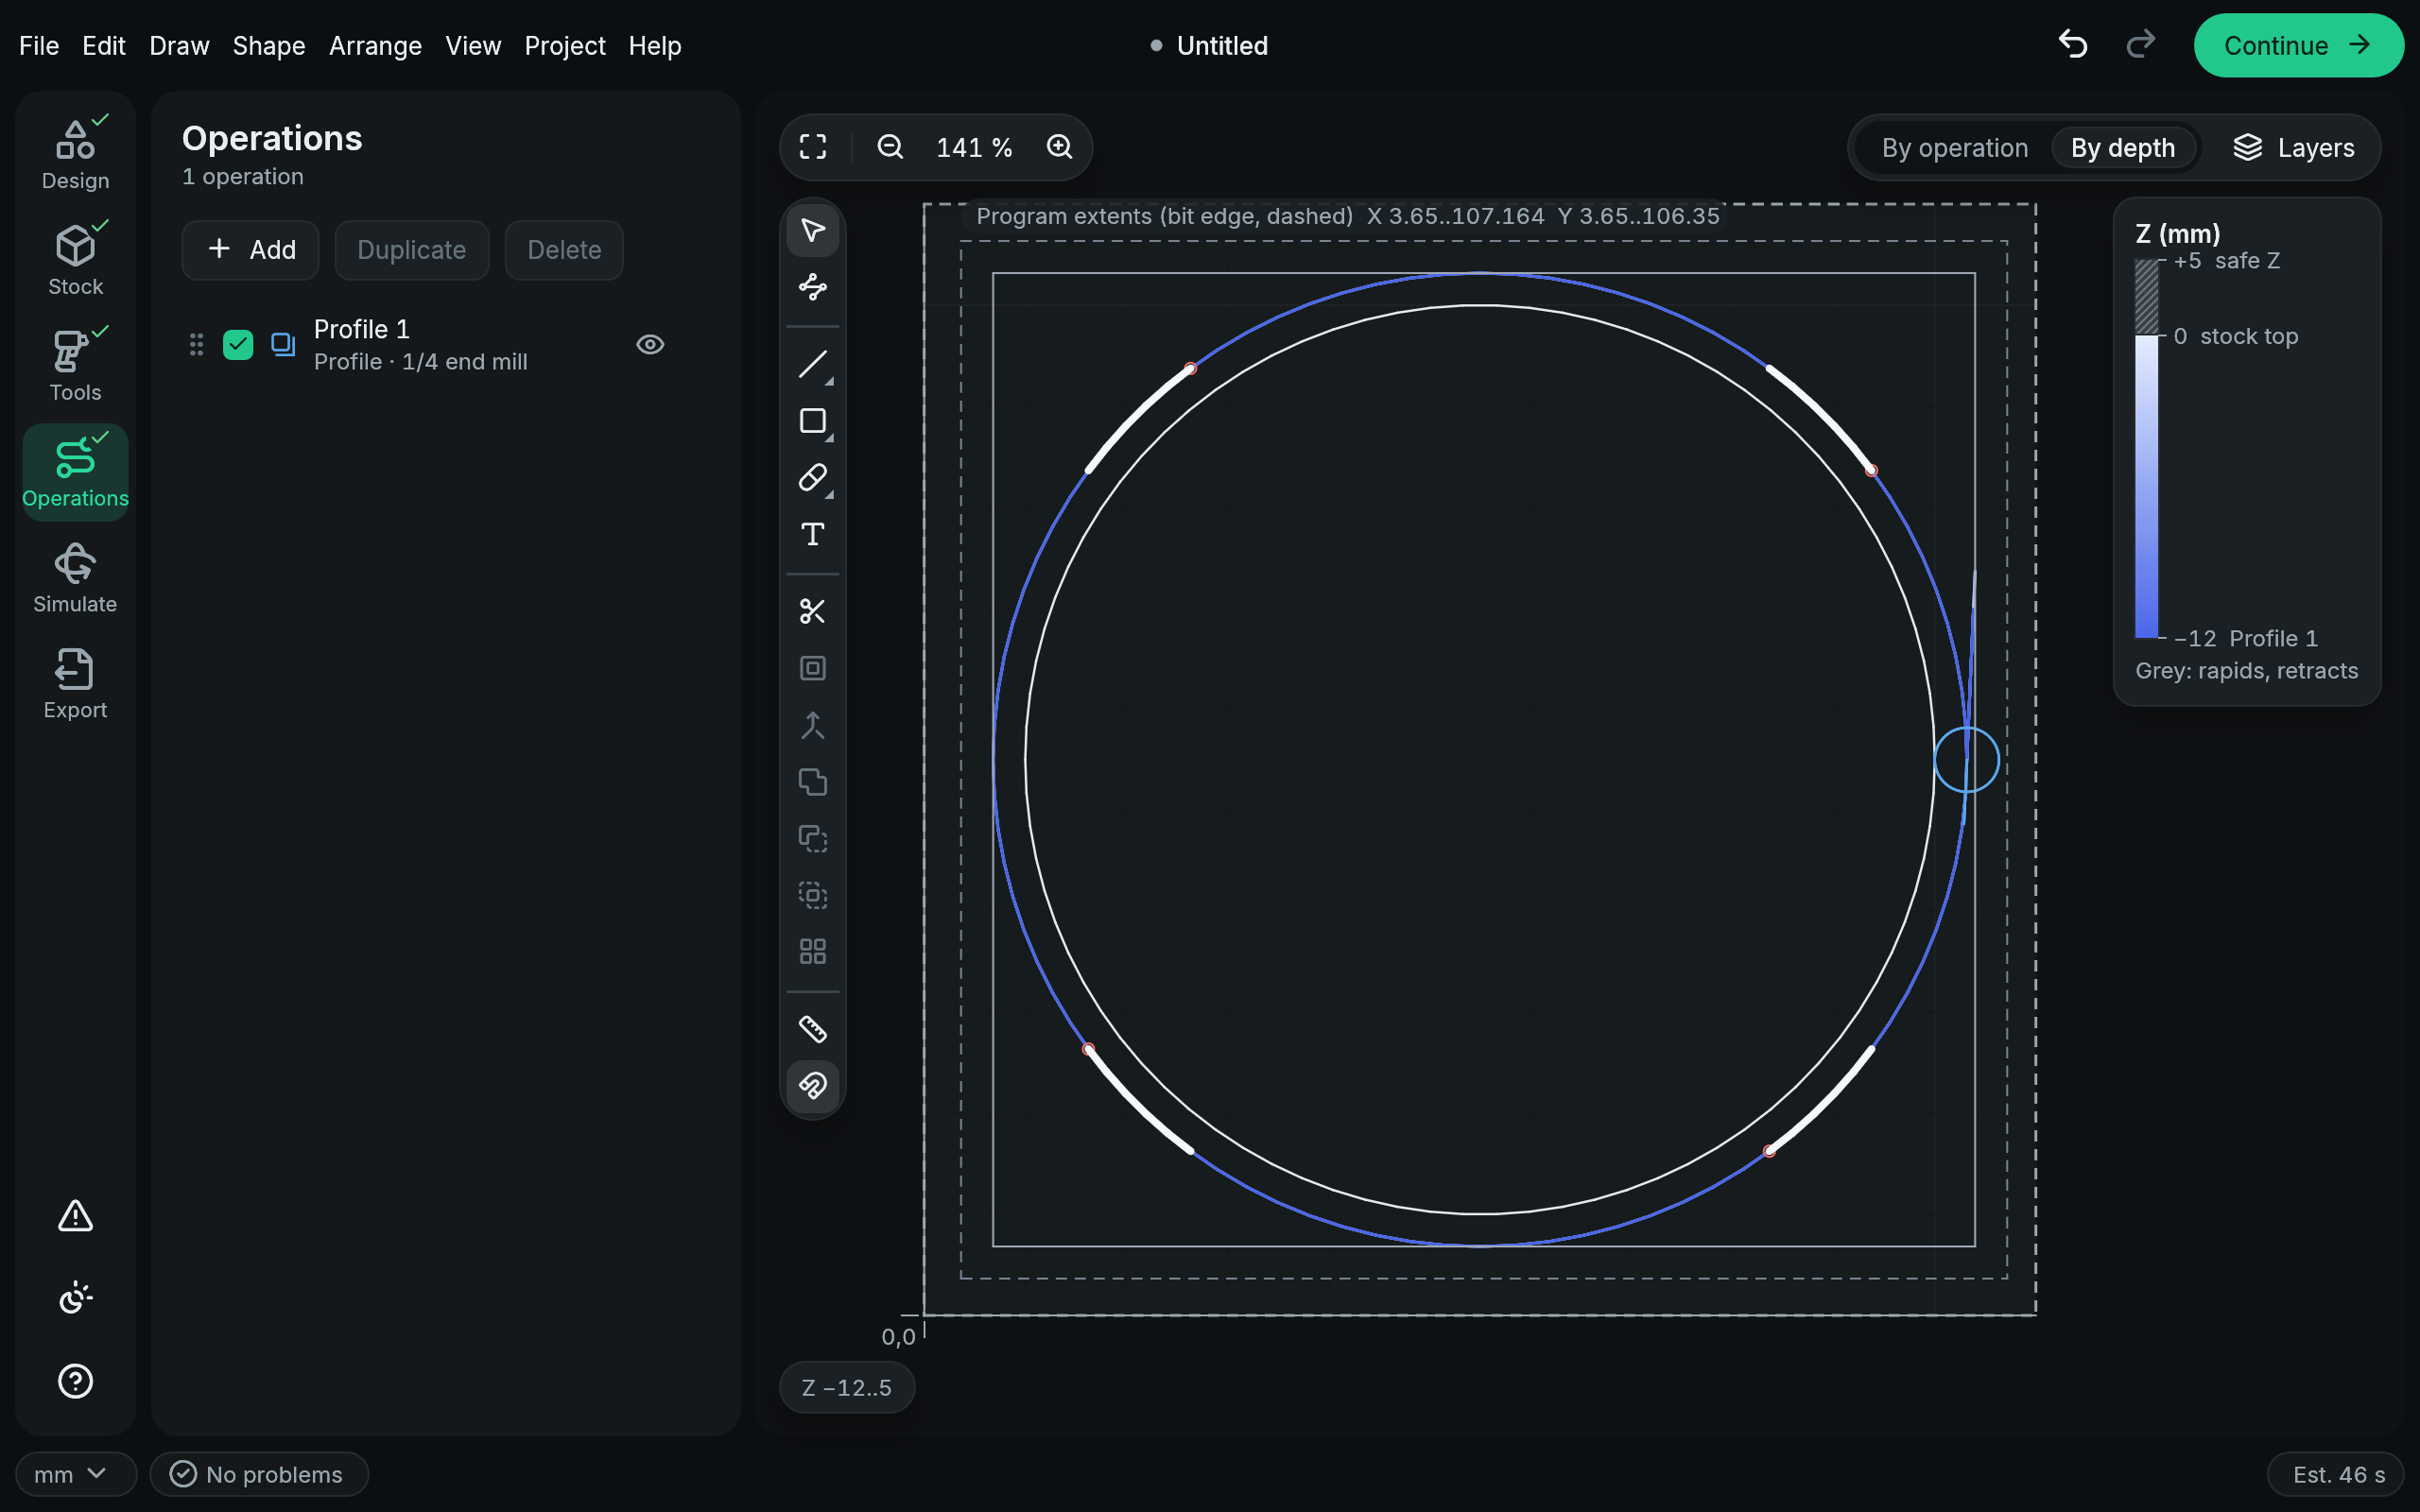 File Edit Draw Shape Arrange View Project Help
Untitled
Continue
Design
Stock
Tools
Operations
Simulate
Export
Operations
1 operation
Add
Duplicate
Delete
Profile 1
Profile · 1/4 end mill
141 %
By operation
By depth
Layers
Program extents (bit edge, dashed) X 3.65..107.164 Y 3.65..106.35
Z (mm)
+5 safe Z
0 stock top
−12 Profile 1
Grey: rapids, retracts
0,0
Z −12..5
mm
No problems
Est. 46 s